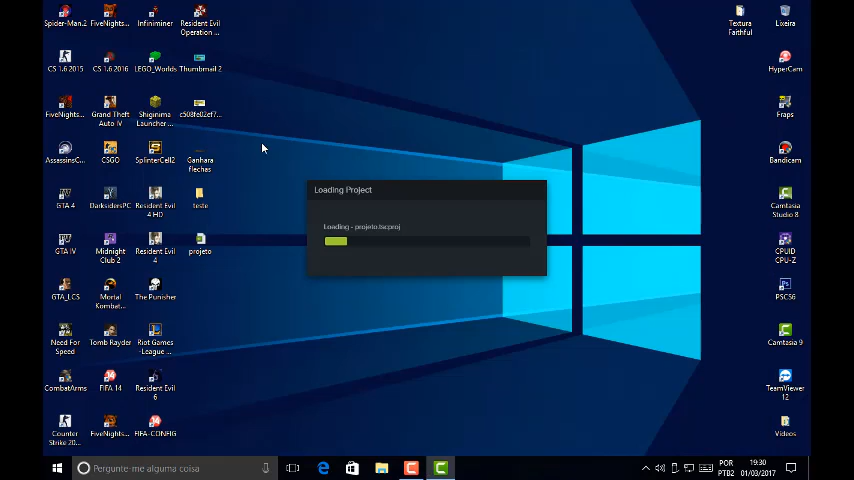 Spider-Man.2
FiveNights...
Infiniminer
Resident Evil
Operation ...
Textura
Faithful
Lixeira
CS 1.6 2015
CS 1.6 2016
LEGO_Worlds
Thumbmail 2
HyperCam
FiveNights...
Grand Theft
Auto IV
Shiginima
Launcher ...
c508fe02ef7...
Fraps
AssassinsC...
CSGO
SplinterCell2
Ganhara
flechas
Bandicam
Loading Project
Loading - projeto.tscproj
GTA 4
DarksidersPC
Resident Evil
4 HD
teste
Camtasia
Studio 8
GTA IV
Midnight
Club 2
Resident Evil
4
projeto
CPUID
CPU-Z
GTA_LCS
Mortal
Kombat...
The Punisher
PSCS6
Need For
Speed
Tomb Rayder
Riot Games
-League ...
Camtasia 9
CombatArms
FIFA 14
Resident Evil
6
TeamViewer
12
Counter
Strike 20...
FiveNights...
FIFA-CONFIG
Videos
Pergunte-me alguma coisa
POR
PTB2
19:30
01/03/2017